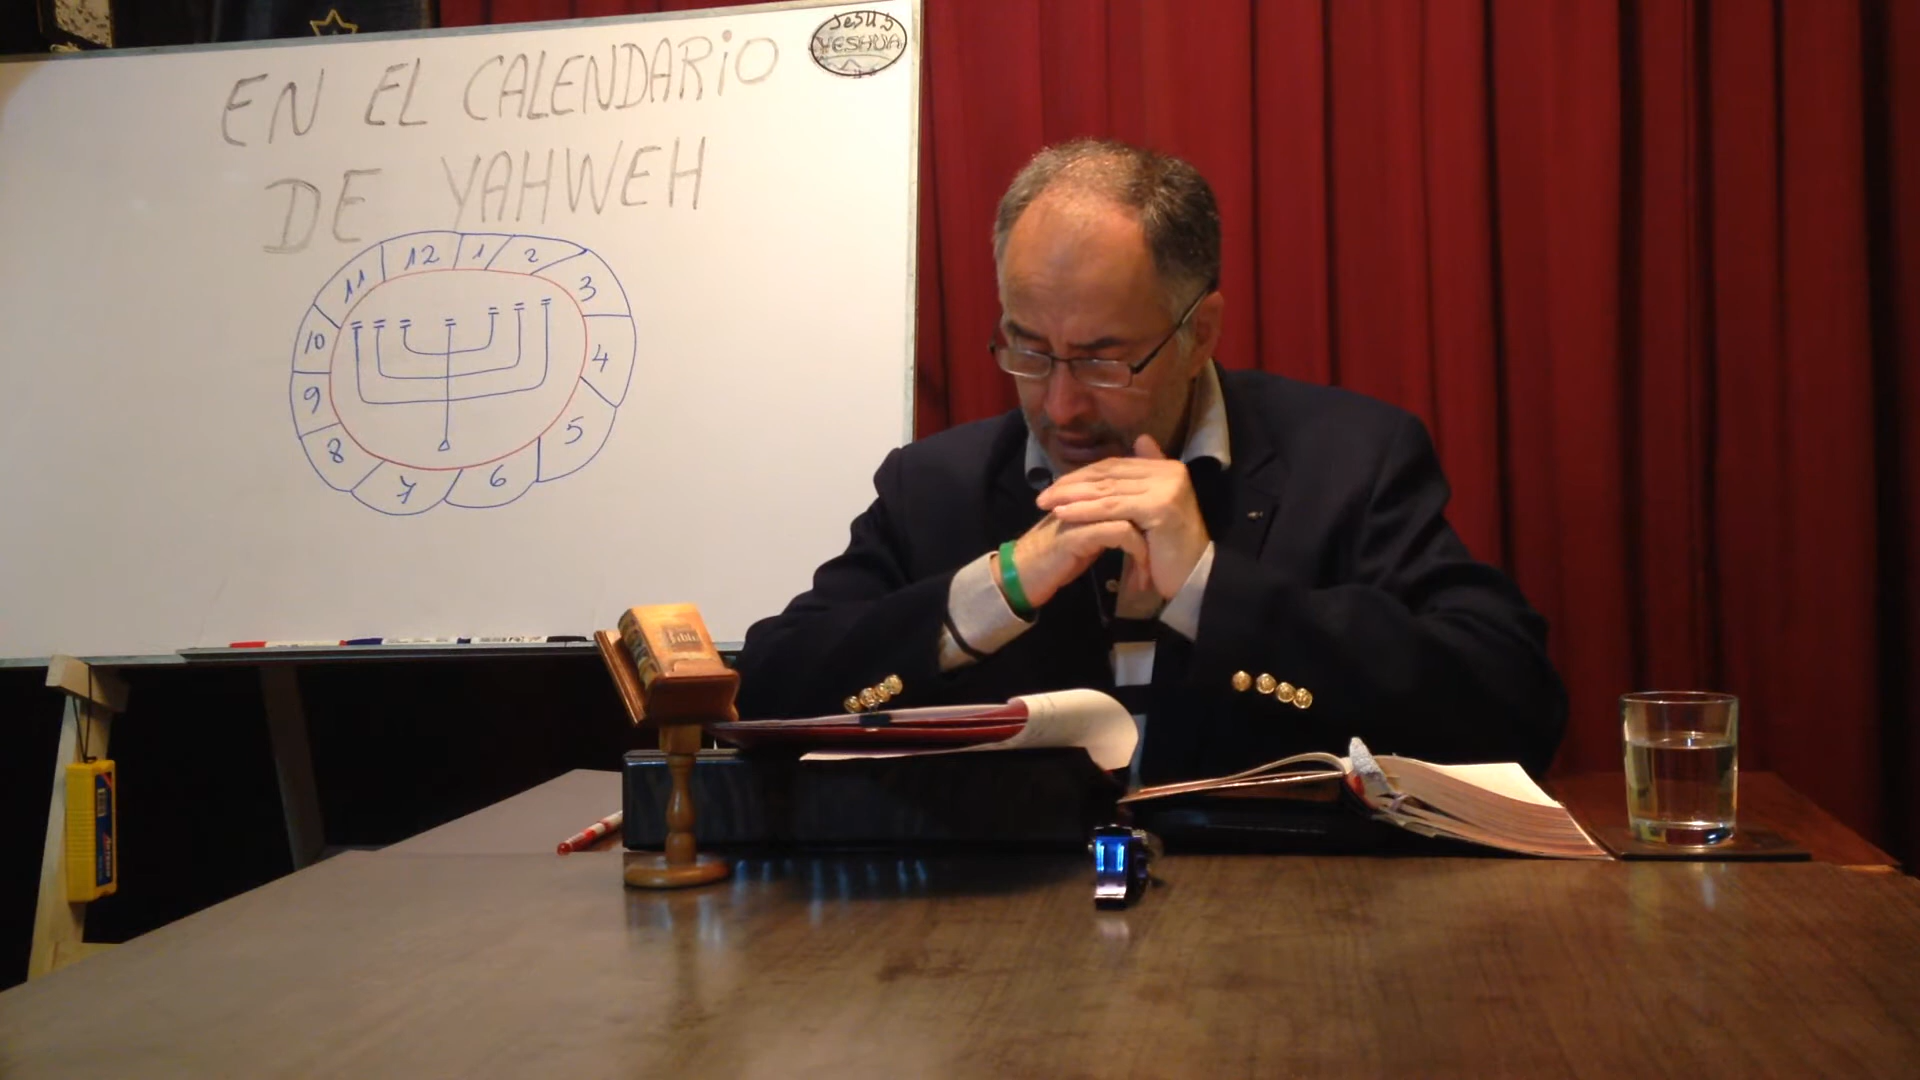 EN EL CALENDARIO
DE YAHWEH
JeSUS
YESHUA
12 1 2
11 3
10 4
9 5
8 7 6
Bible